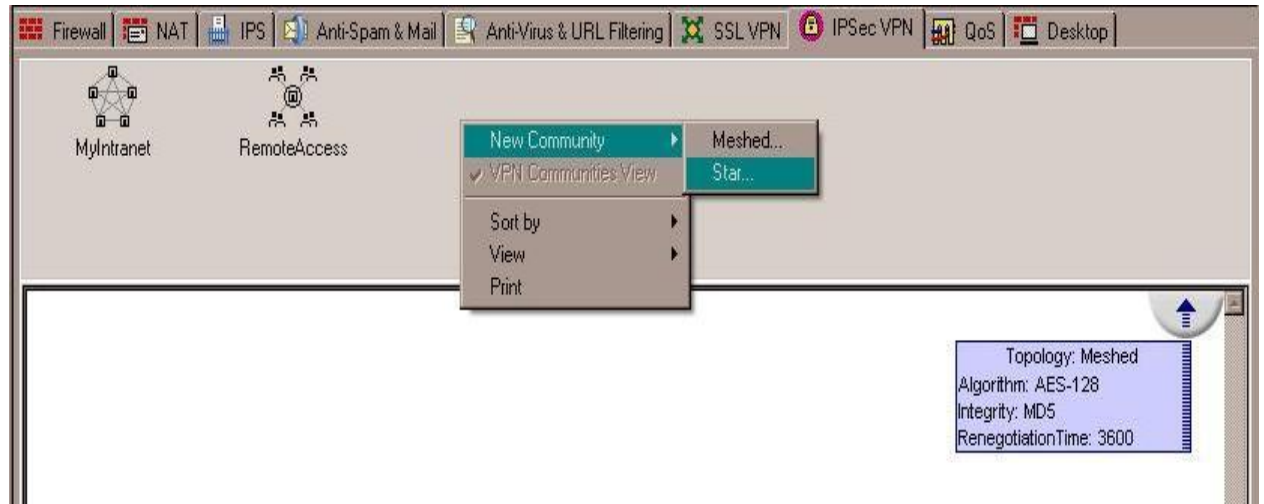 Firewall NAT IPS Anti-Spam & Mail Anti-Virus & URL Filtering SSL VPN IPSec VPN QoS Desktop
MyIntranet RemoteAccess
New Community Meshed...
VPN Communities View Star...
Sort by
View
Print
Topology: Meshed
Algorithm: AES-128
Integrity: MD5
RenegotiationTime: 3600